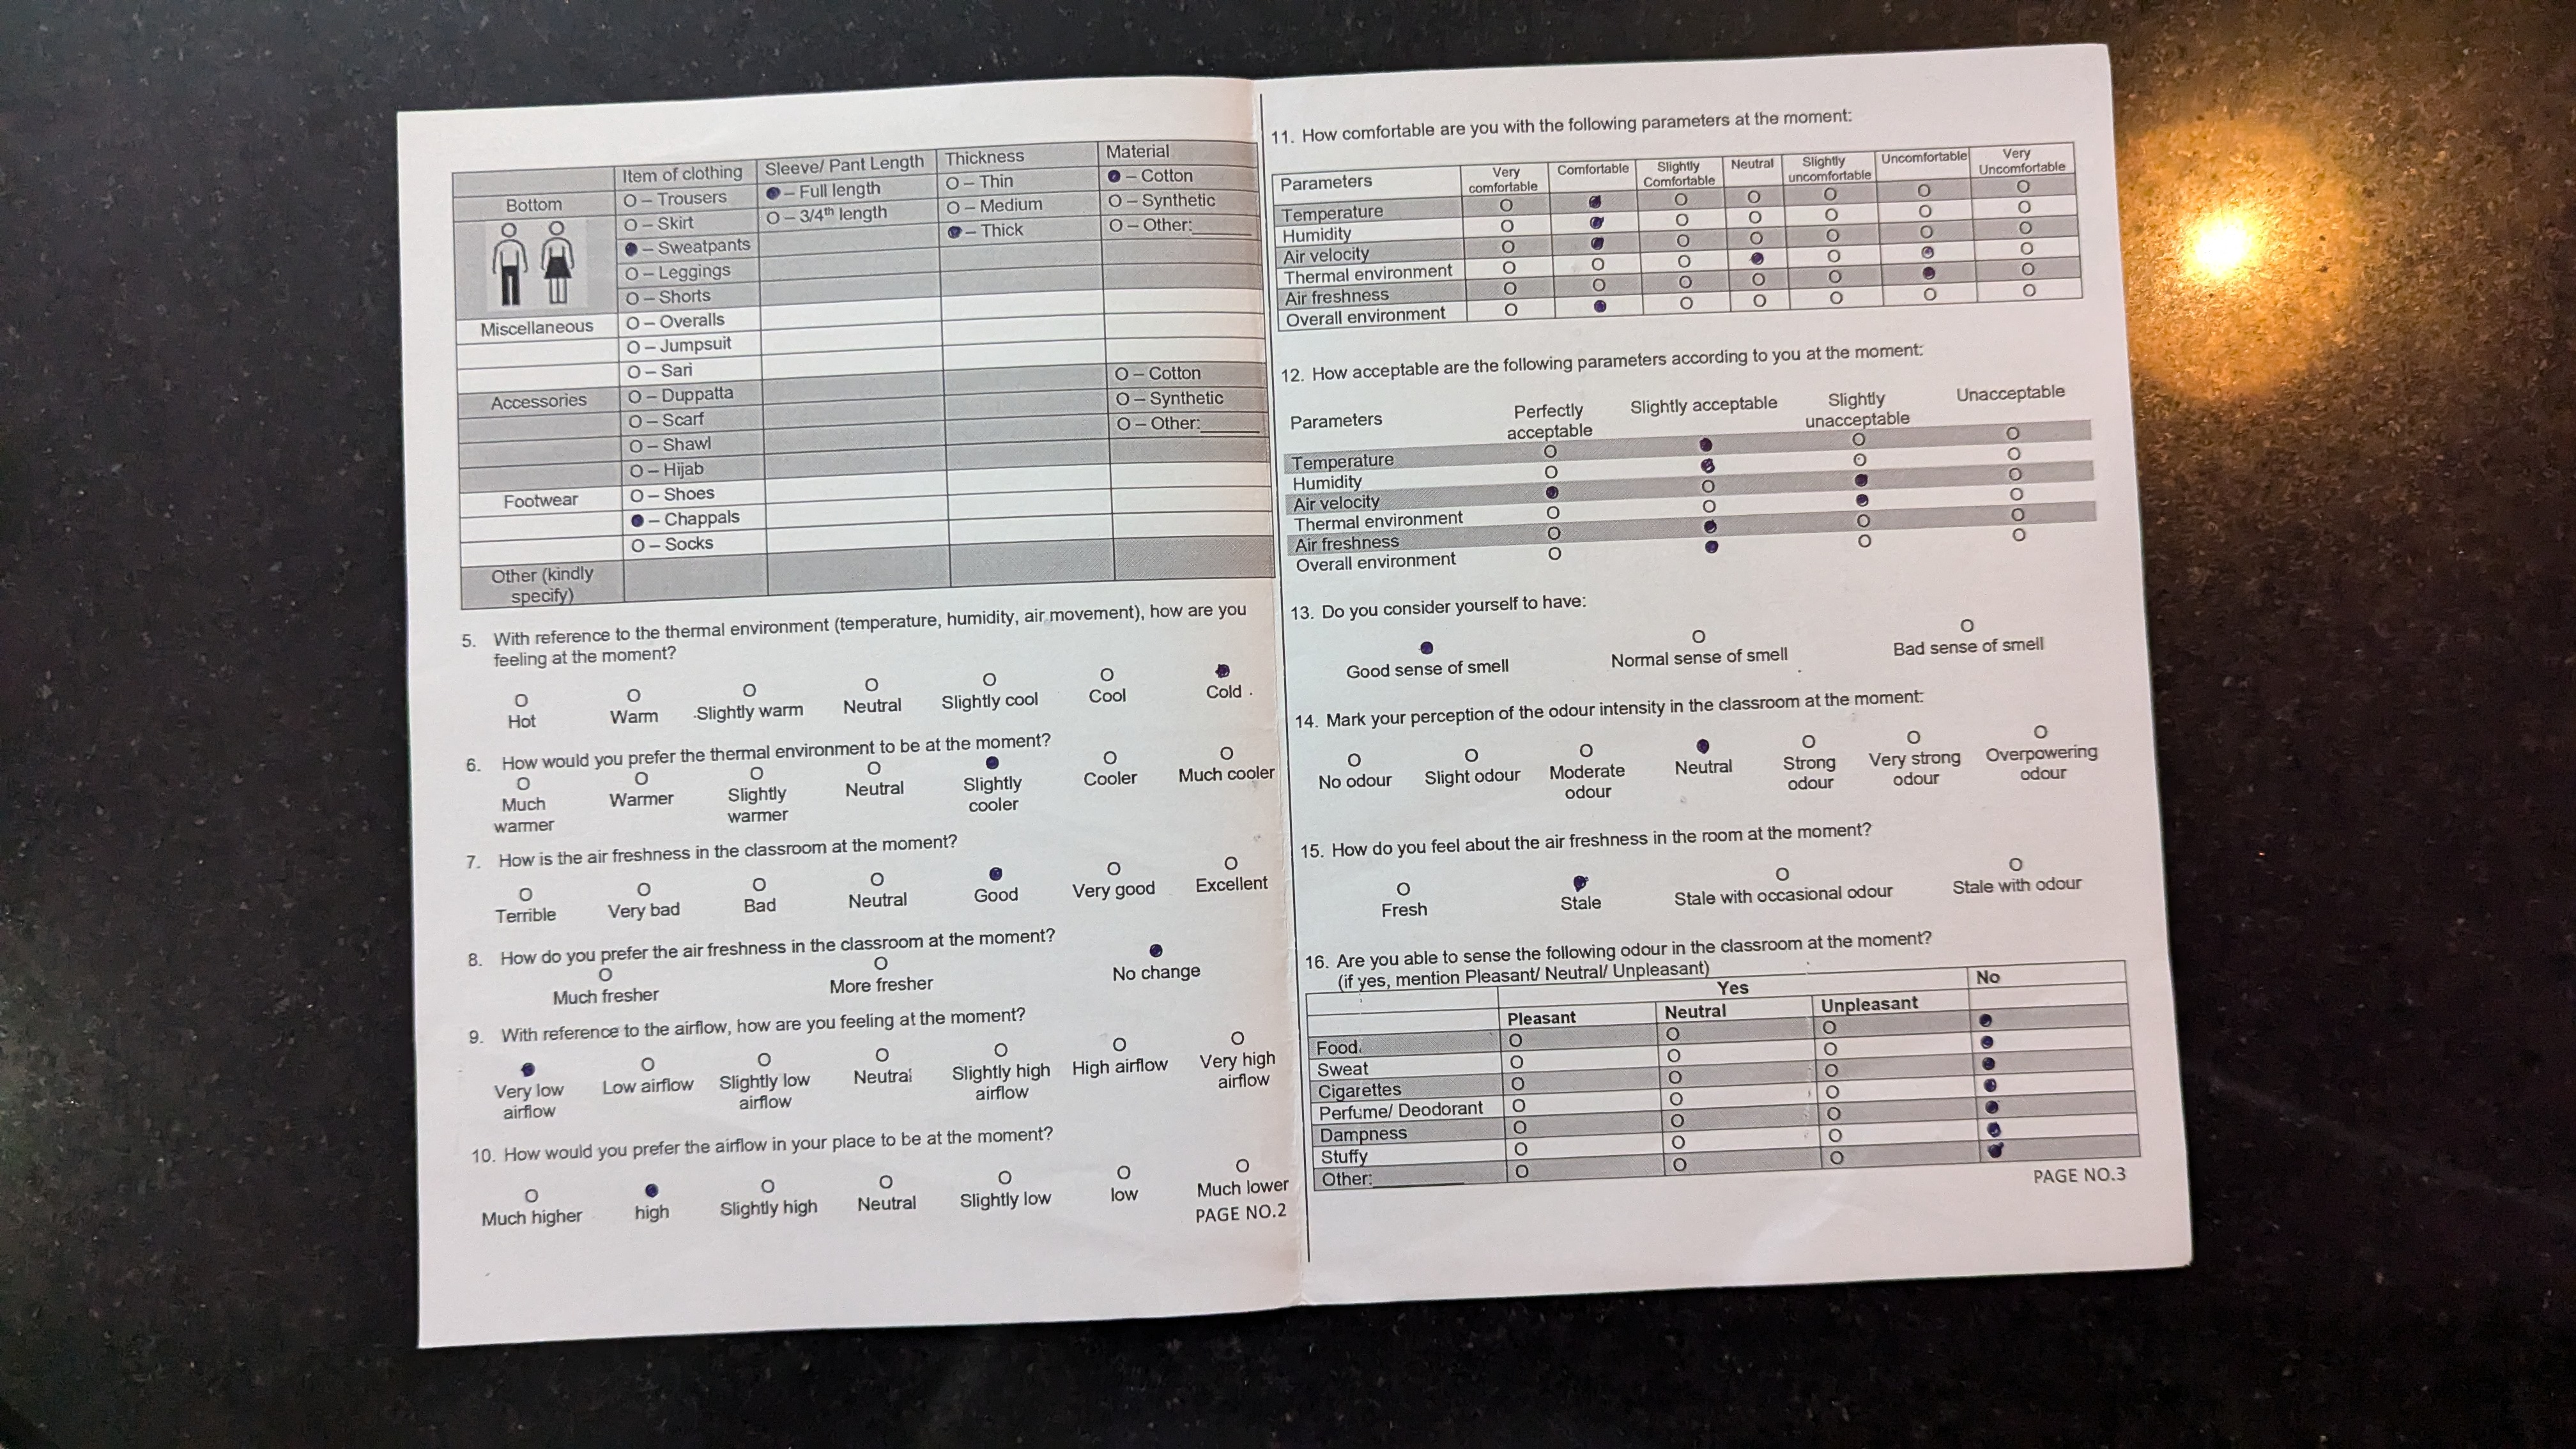 Item of clothing Sleeve/ Pant Length Thickness Material
Bottom O – Trousers ● – Full length O – Thin ● – Cotton
O – Skirt O – 3/4th length O – Medium O – Synthetic
● – Sweatpants ● – Thick O – Other:______
O – Leggings
O – Shorts
Miscellaneous O – Overalls
O – Jumpsuit
O – Sari
Accessories O – Duppatta O – Cotton
O – Scarf O – Synthetic
O – Shawl O – Other:______
O – Hijab
Footwear O – Shoes
● – Chappals
O – Socks
Other (kindly
specify)
5. With reference to the thermal environment (temperature, humidity, air movement), how are you
feeling at the moment?
O O O O O O ●
Hot Warm Slightly warm Neutral Slightly cool Cool Cold
6. How would you prefer the thermal environment to be at the moment?
O O O O ● O O
Much Warmer Slightly Neutral Slightly Cooler Much cooler
warmer warmer cooler
7. How is the air freshness in the classroom at the moment?
O O O O ● O O
Terrible Very bad Bad Neutral Good Very good Excellent
8. How do you prefer the air freshness in the classroom at the moment?
O O ●
Much fresher More fresher No change
9. With reference to the airflow, how are you feeling at the moment?
● O O O O O O
Very low Low airflow Slightly low Neutral Slightly high High airflow Very high
airflow airflow airflow airflow
10. How would you prefer the airflow in your place to be at the moment?
O ● O O O O O
Much higher high Slightly high Neutral Slightly low low Much lower
PAGE NO.2
11. How comfortable are you with the following parameters at the moment:
Parameters Very Comfortable Slightly Neutral Slightly Uncomfortable Very
comfortable Comfortable uncomfortable Uncomfortable
Temperature O ● O O O O O
Humidity O ● O O O O O
Air velocity O ● O O O O O
Thermal environment O O O ● O ● O
Air freshness O O O O O ● O
Overall environment O ● O O O O O
12. How acceptable are the following parameters according to you at the moment:
Parameters Perfectly Slightly acceptable Slightly Unacceptable
acceptable unacceptable
Temperature O ● O O
Humidity O ● O O
Air velocity ● O ● O
Thermal environment O O ● O
Air freshness O ● O O
Overall environment O ● O O
13. Do you consider yourself to have:
● O O
Good sense of smell Normal sense of smell Bad sense of smell
14. Mark your perception of the odour intensity in the classroom at the moment:
O O O ● O O O
No odour Slight odour Moderate Neutral Strong Very strong Overpowering
odour odour odour odour
15. How do you feel about the air freshness in the room at the moment?
O ● O O
Fresh Stale Stale with occasional odour Stale with odour
16. Are you able to sense the following odour in the classroom at the moment?
(if yes, mention Pleasant/ Neutral/ Unpleasant)
Yes No
Pleasant Neutral Unpleasant
Food O O O ●
Sweat O O O ●
Cigarettes O O O ●
Perfume/ Deodorant O O O ●
Dampness O O O ●
Stuffy O O O ●
Other:__________ O O O ●
PAGE NO.3